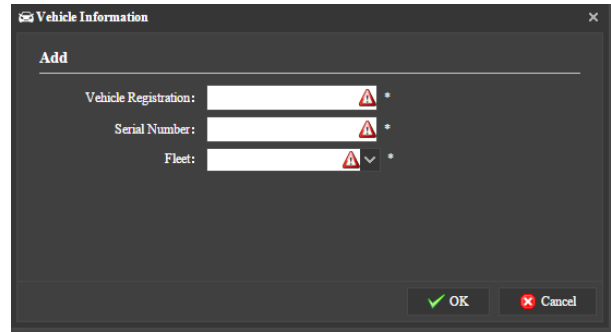 Vehicle Information
Add
Vehicle Registration: *
Serial Number: *
Fleet: *
OK Cancel